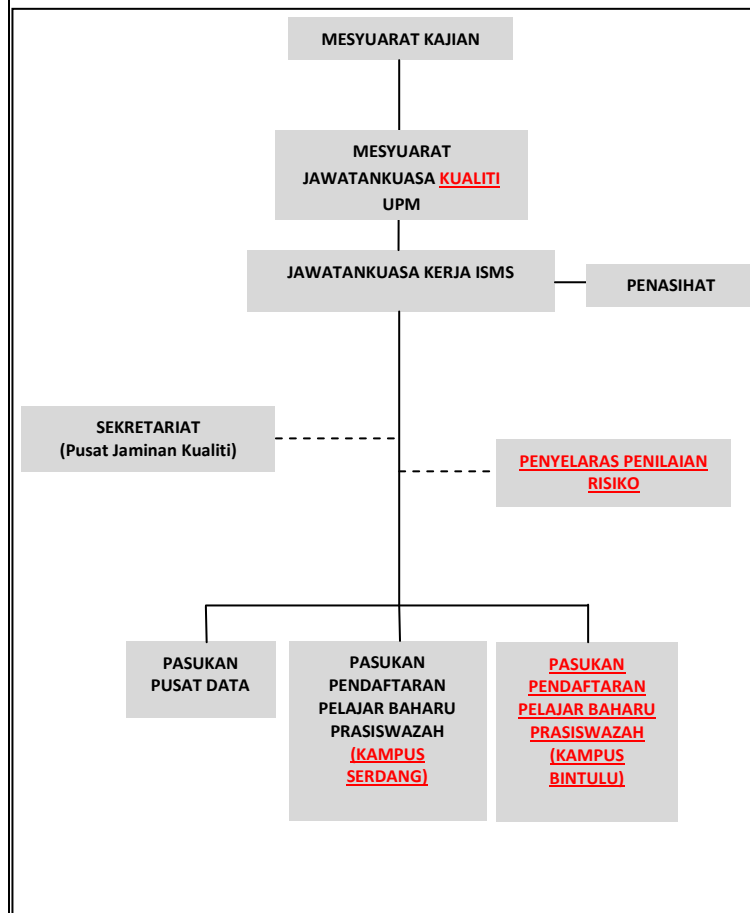 MESYUARAT KAJIAN
MESYUARAT
JAWATANKUASA KUALITI
UPM
JAWATANKUASA KERJA ISMS
PENASIHAT
SEKRETARIAT
(Pusat Jaminan Kualiti)
PENYELARAS PENILAIAN
RISIKO
PASUKAN
PUSAT DATA
PASUKAN
PENDAFTARAN
PELAJAR BAHARU
PRASISWAZAH
(KAMPUS
SERDANG)
PASUKAN
PENDAFTARAN
PELAJAR BAHARU
PRASISWAZAH
(KAMPUS
BINTULU)